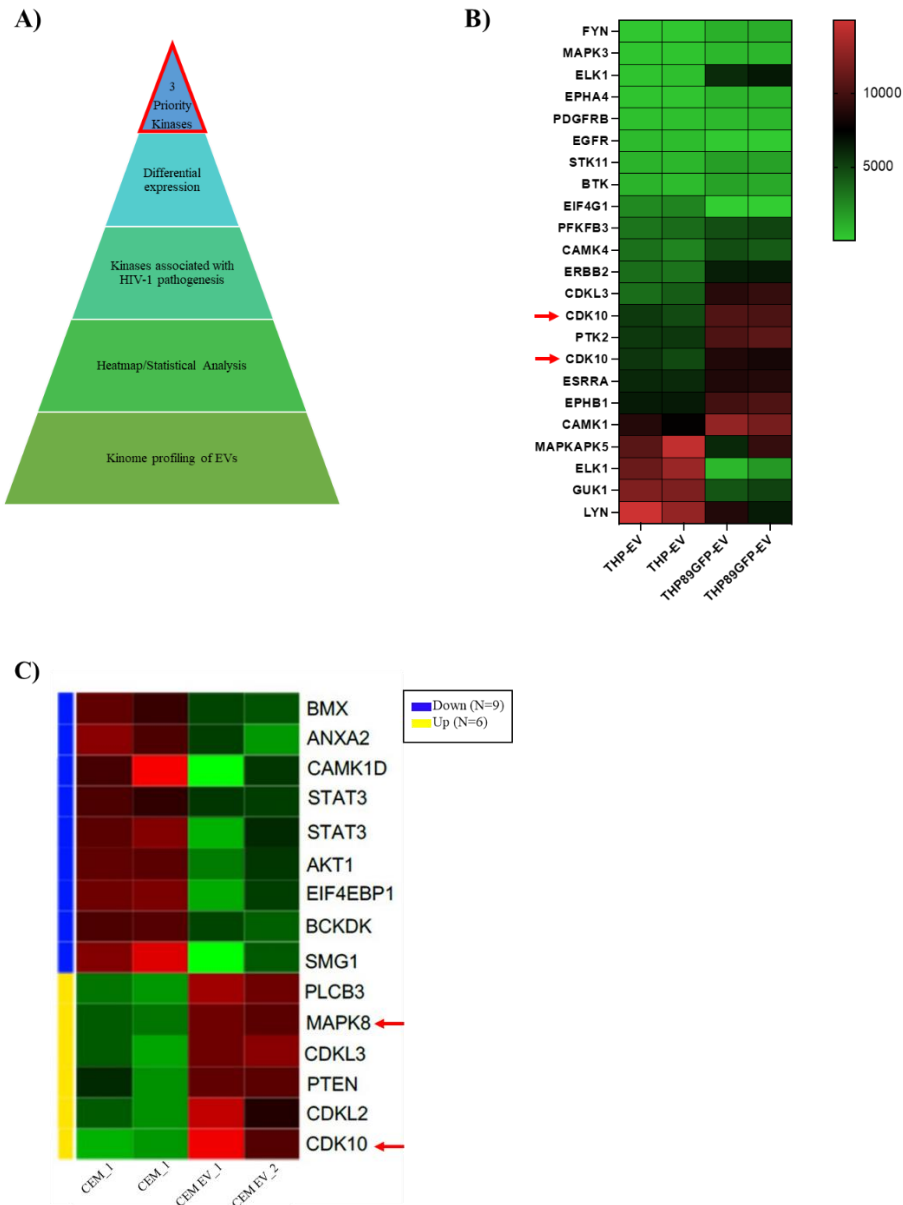 A)
3
Priority
Kinases
Differential
expression
Kinases associated with
HIV-1 pathogenesis
Heatmap/Statistical Analysis
Kinome profiling of EVs
B)
FYN
MAPK3
ELK1
EPHA4
PDGFRB
EGFR
STK11
BTK
EIF4G1
PFKFB3
CAMK4
ERBB2
CDKL3
CDK10
PTK2
CDK10
ESRRA
EPHB1
CAMK1
MAPKAPK5
ELK1
GUK1
LYN
THP-EV
THP-EV
THP89GFP-EV
THP89GFP-EV
10000
5000
C)
BMX
ANXA2
CAMK1D
STAT3
STAT3
AKT1
EIF4EBP1
BCKDK
SMG1
PLCB3
MAPK8
CDKL3
PTEN
CDKL2
CDK10
CEM_1
CEM_1
CEM EV_1
CEM EV_2
Down (N=9)
Up (N=6)